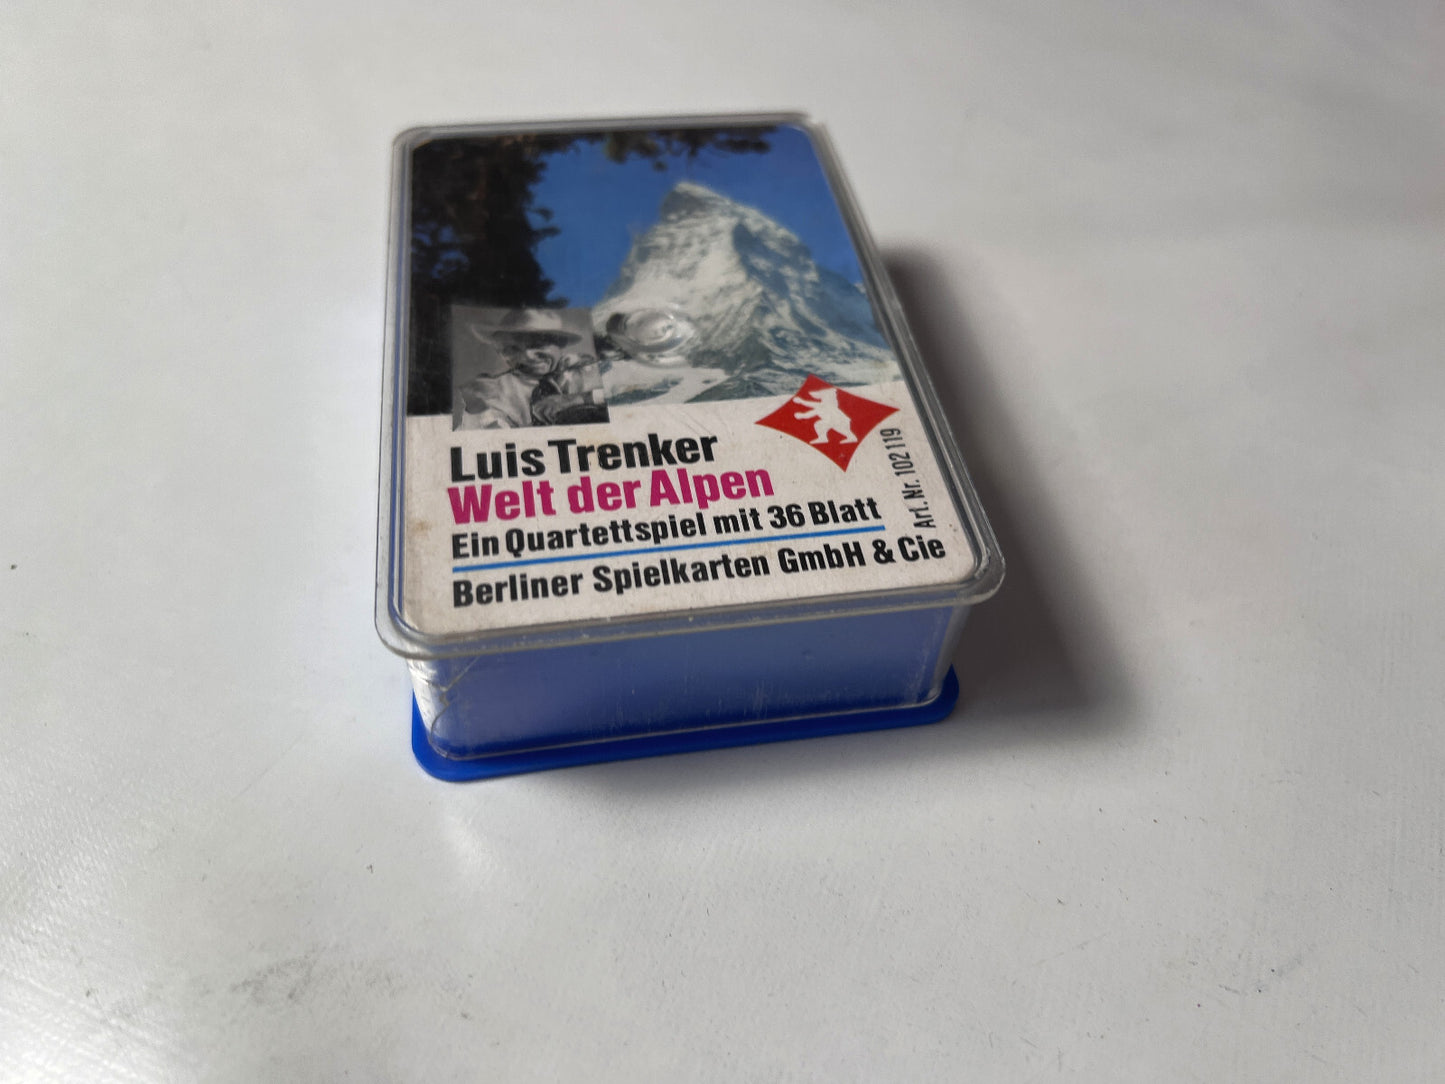 Luis Trenker
Welt der Alpen
Ein Quartettspiel mit 36 Blatt
Berliner Spielkarten GmbH & Cie
Art. Nr. 102 119